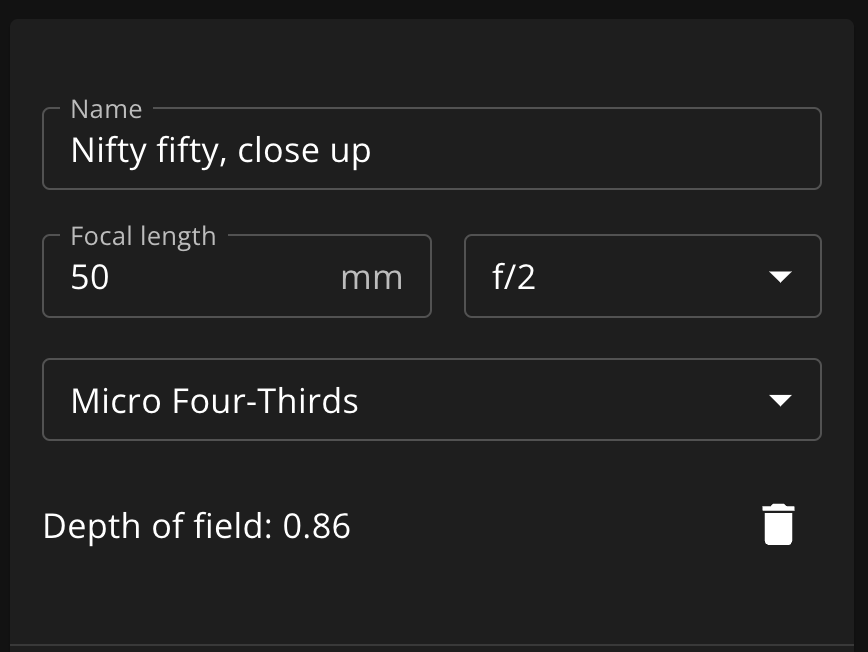 Name
Nifty fifty, close up
Focal length
50 mm
f/2
Micro Four-Thirds
Depth of field: 0.86